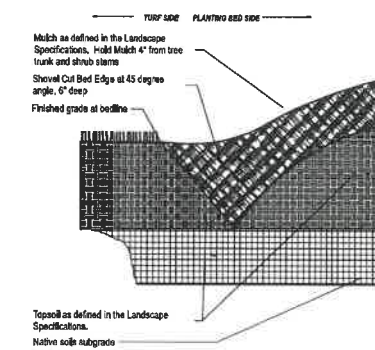 TURF SIDE PLANTING BED SIDE
Mulch as defined in the Landscape
Specifications. Hold Mulch 4" from tree
trunk and shrub stems
Shovel Cut Bed Edge at 45 degree
angle, 6" deep
Finished grade at bedline
Topsoil as defined in the Landscape
Specifications.
Native soils subgrade